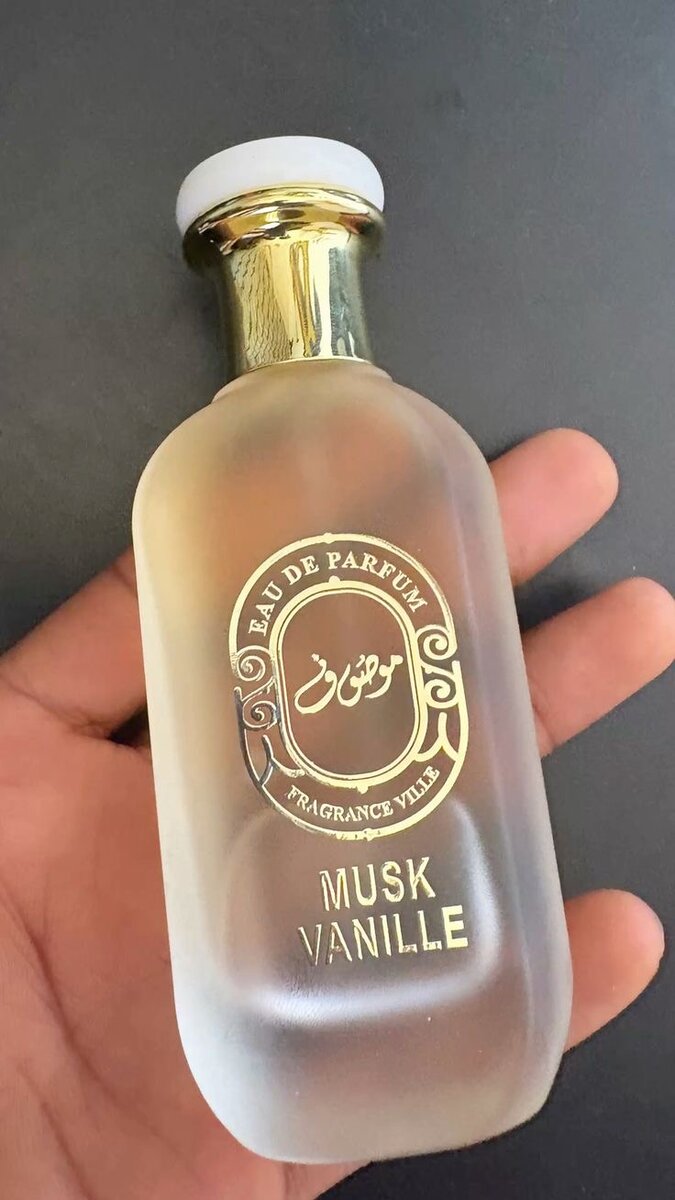 EAU DE PARFUM
موصوف
FRAGRANCE VILLE
MUSK
VANILLE